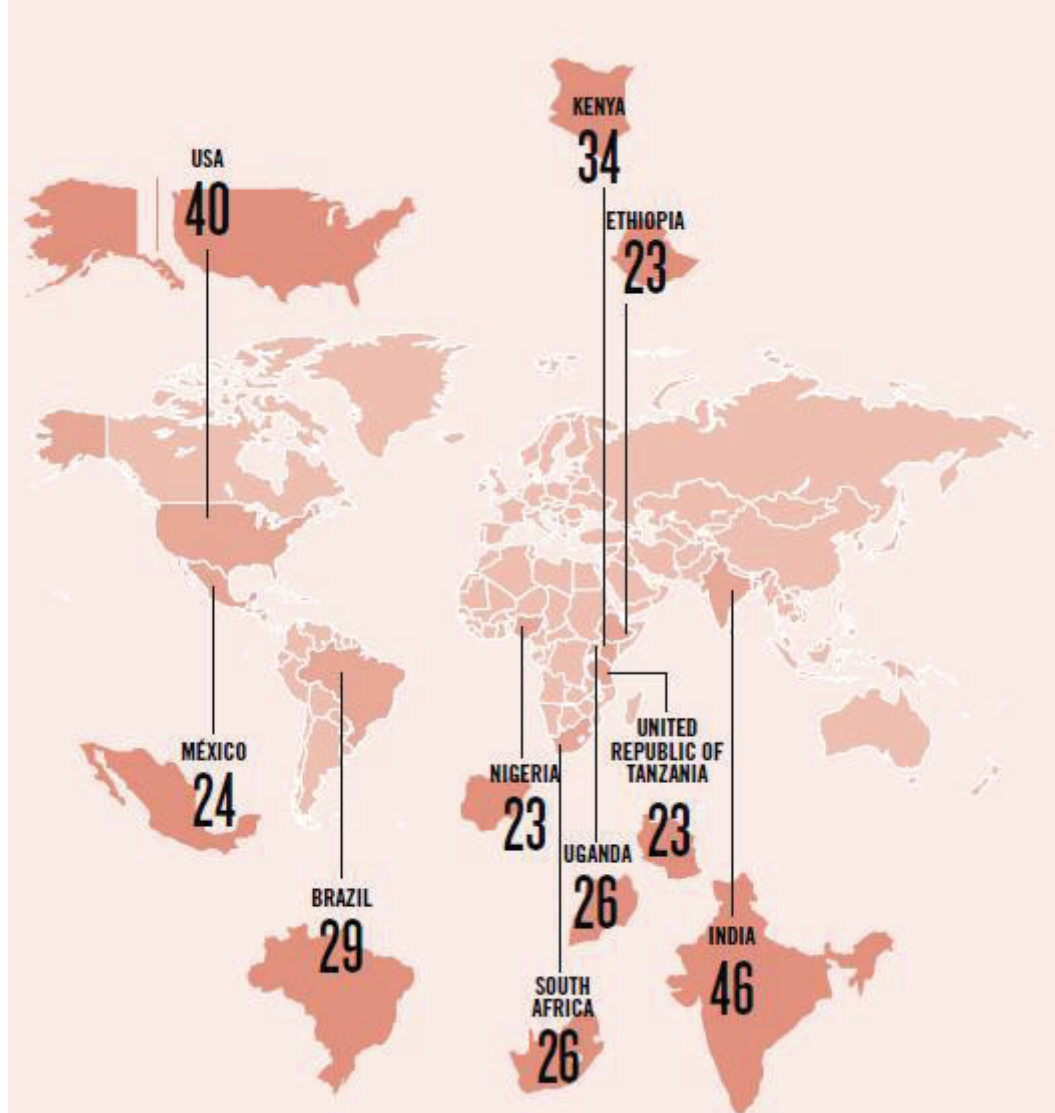 KENYA
34
USA
40
ETHIOPIA
23
MÉXICO
24
BRAZIL
29
NIGERIA
23
UNITED
REPUBLIC OF
TANZANIA
23
UGANDA
26
SOUTH
AFRICA
26
INDIA
46